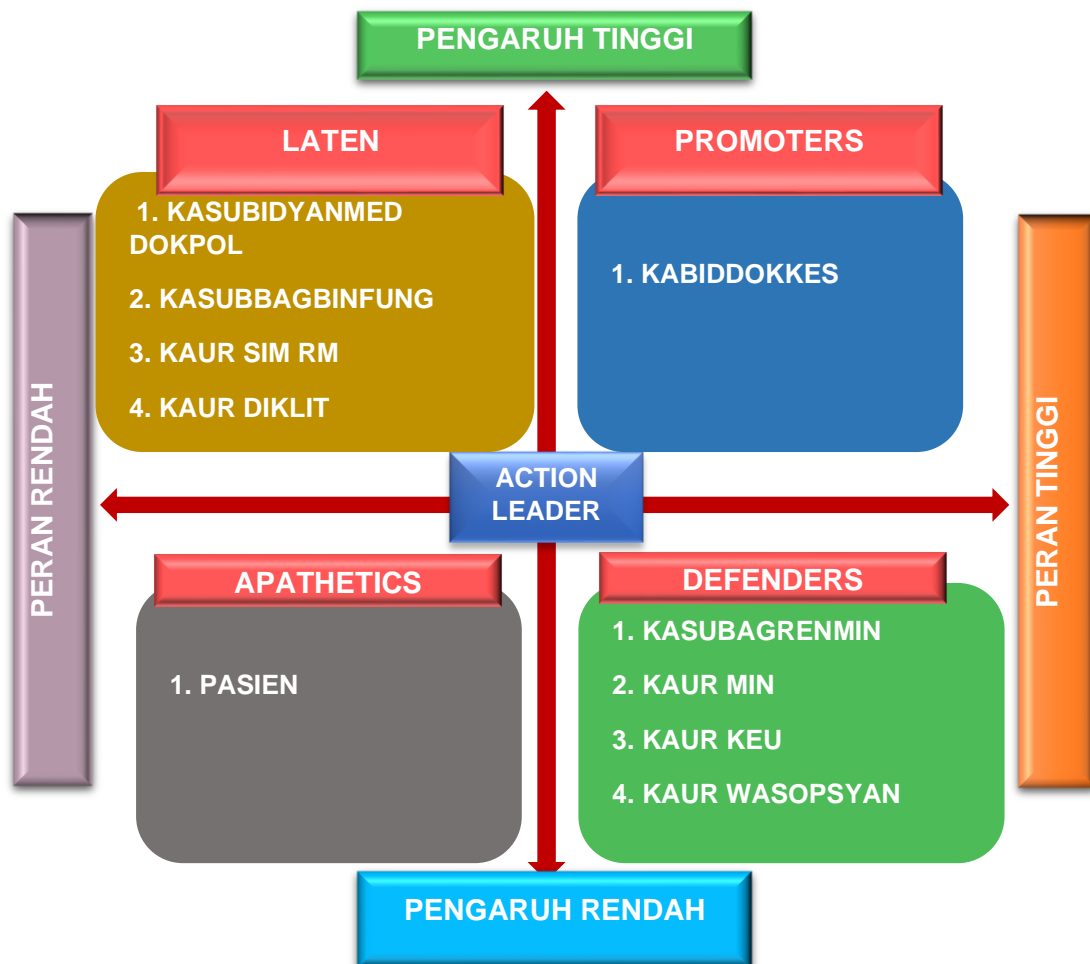 PENGARUH TINGGI
LATEN
PROMOTERS
1. KASUBIDYANMED
DOKPOL
2. KASUBBAGBINFUNG
3. KAUR SIM RM
4. KAUR DIKLIT
1. KABIDDOKKES
PERAN RENDAH
ACTION
LEADER
PERAN TINGGI
APATHETICS
DEFENDERS
1. PASIEN
1. KASUBAGRENMIN
2. KAUR MIN
3. KAUR KEU
4. KAUR WASOPSYAN
PENGARUH RENDAH